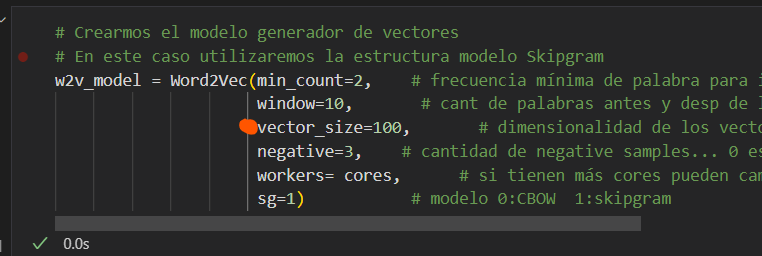 # Crearmos el modelo generador de vectores
# En este caso utilizaremos la estructura modelo Skipgram
w2v_model = Word2Vec(min_count=2, # frecuencia mínima de palabra para
window=10, # cant de palabras antes y desp de
vector_size=100, # dimensionalidad de los
negative=3, # cantidad de negative samples... 0
workers= cores, # si tienen más cores pueden
sg=1) # modelo 0:CBOW 1:skipgram
0.0s